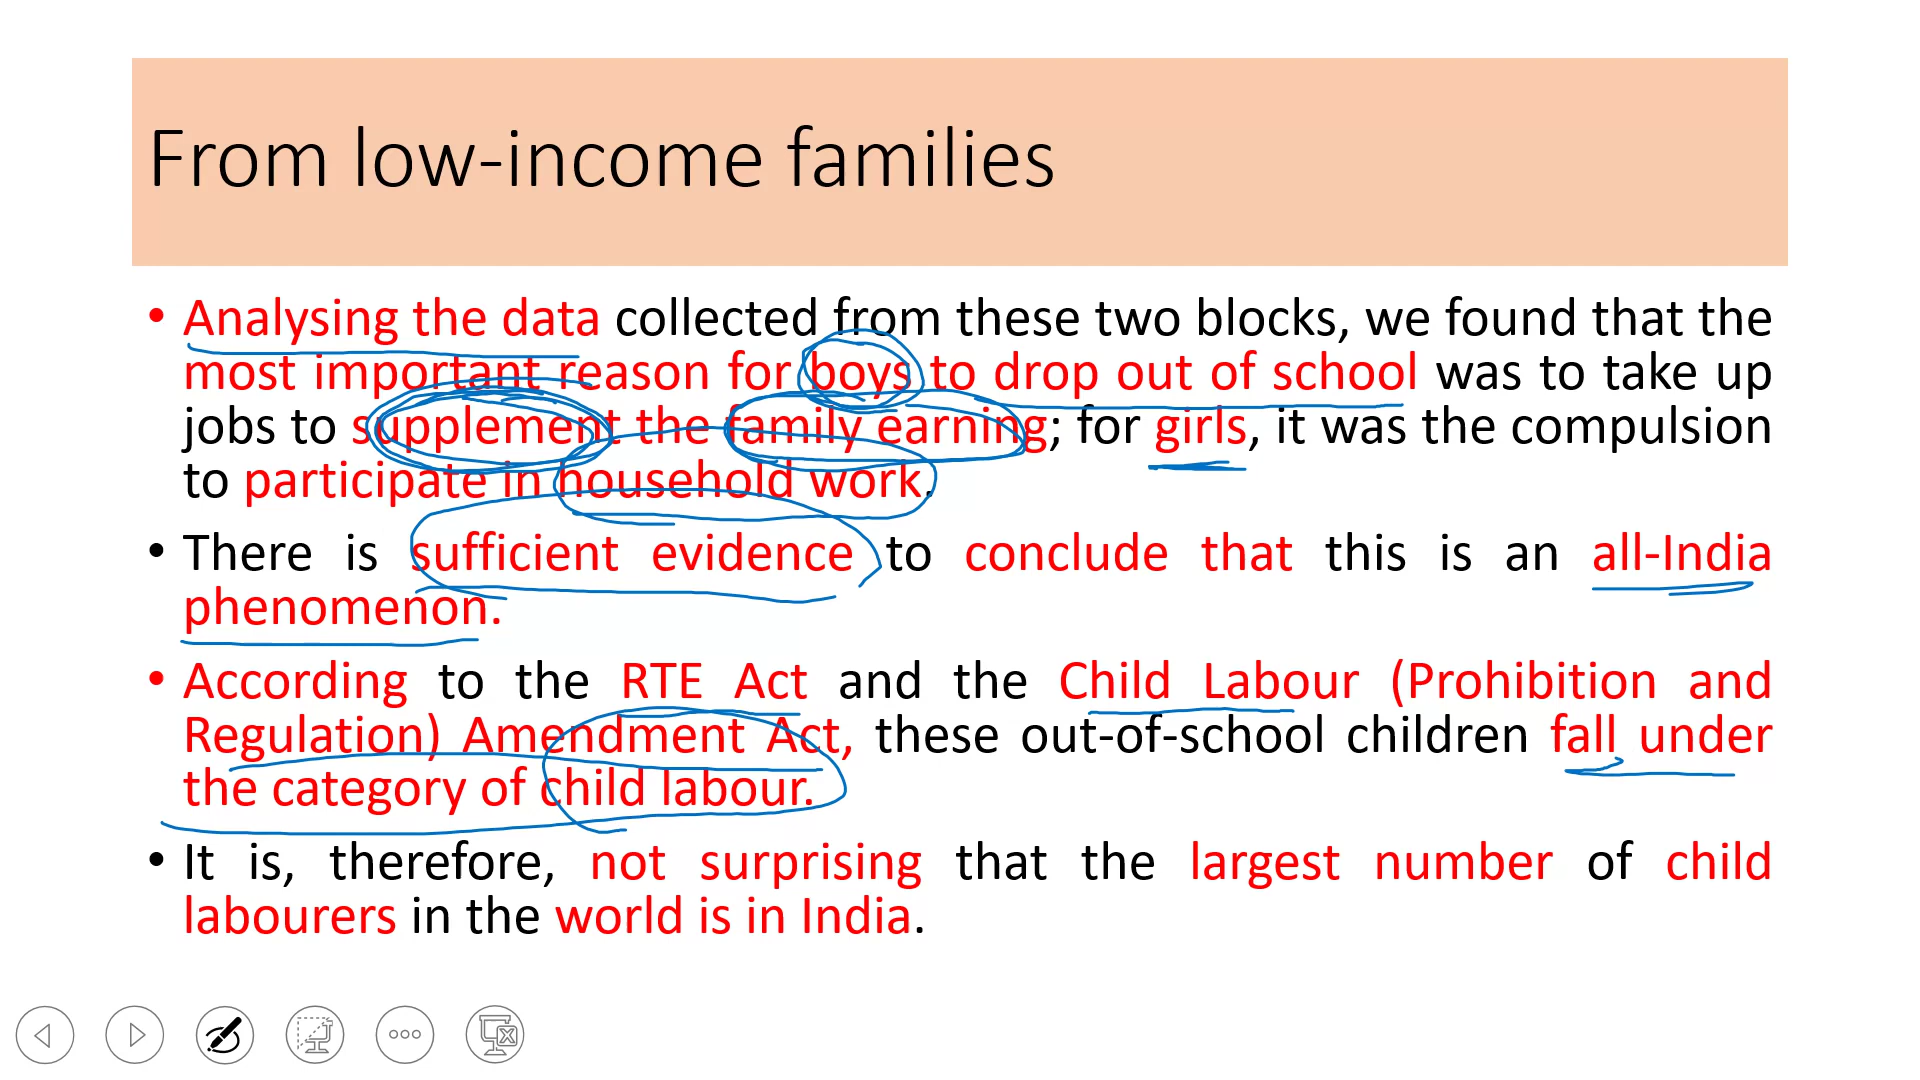 From low-income families
• Analysing the data collected from these two blocks, we found that the
most important reason for boys to drop out of school was to take up
jobs to supplement the family earning; for girls, it was the compulsion
to participate in household work.
• There is sufficient evidence to conclude that this is an all-India
phenomenon.
• According to the RTE Act and the Child Labour (Prohibition and
Regulation) Amendment Act, these out-of-school children fall under
the category of child labour.
• It is, therefore, not surprising that the largest number of child
labourers in the world is in India.